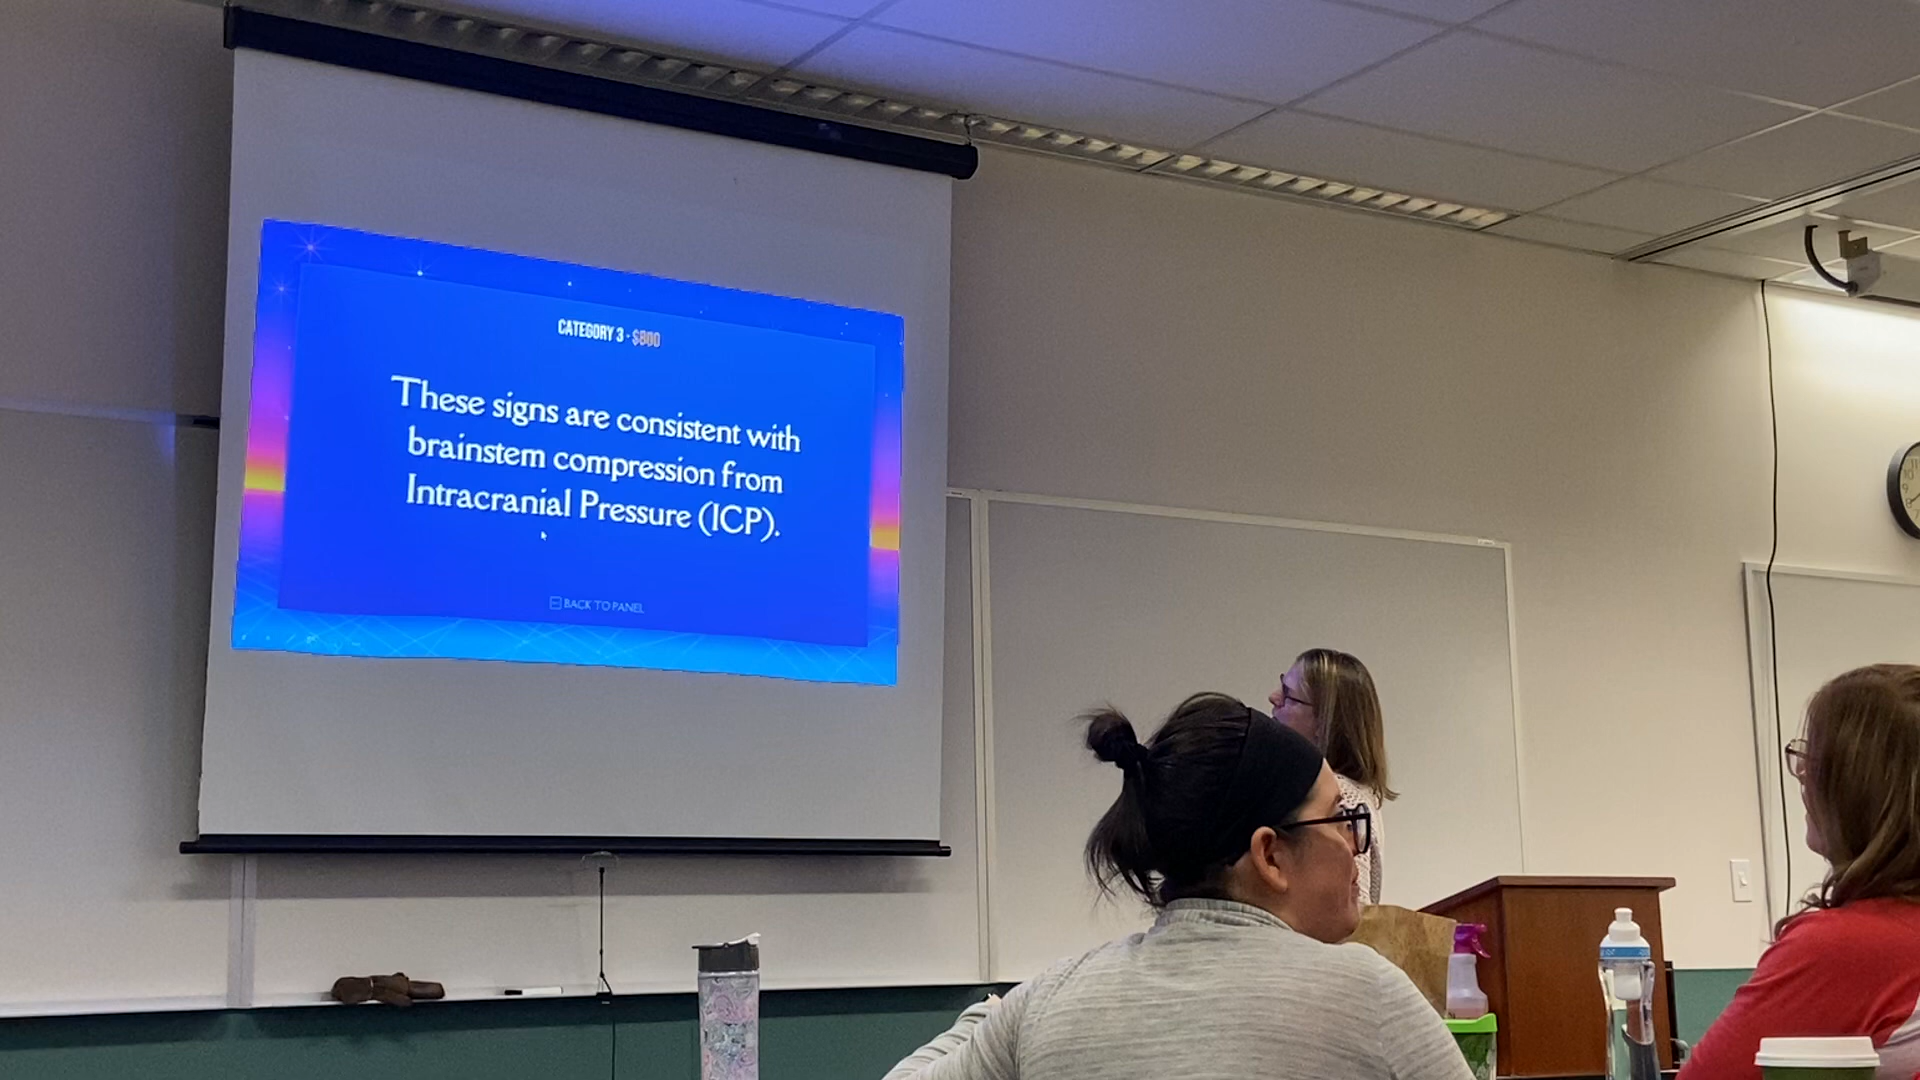 CATEGORY 3 - $800
These signs are consistent with
brainstem compression from
Intracranial Pressure (ICP).
BACK TO PANEL